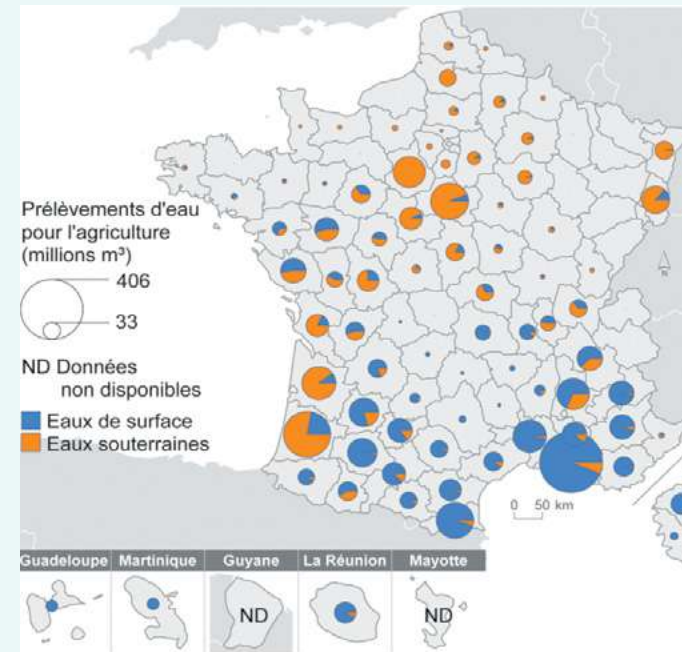 Prélèvements d'eau
pour l'agriculture
(millions m³)
406
33
ND Données
non disponibles
Eaux de surface
Eaux souterraines
N
0 50 km
Guadeloupe Martinique Guyane La Réunion Mayotte
ND
ND